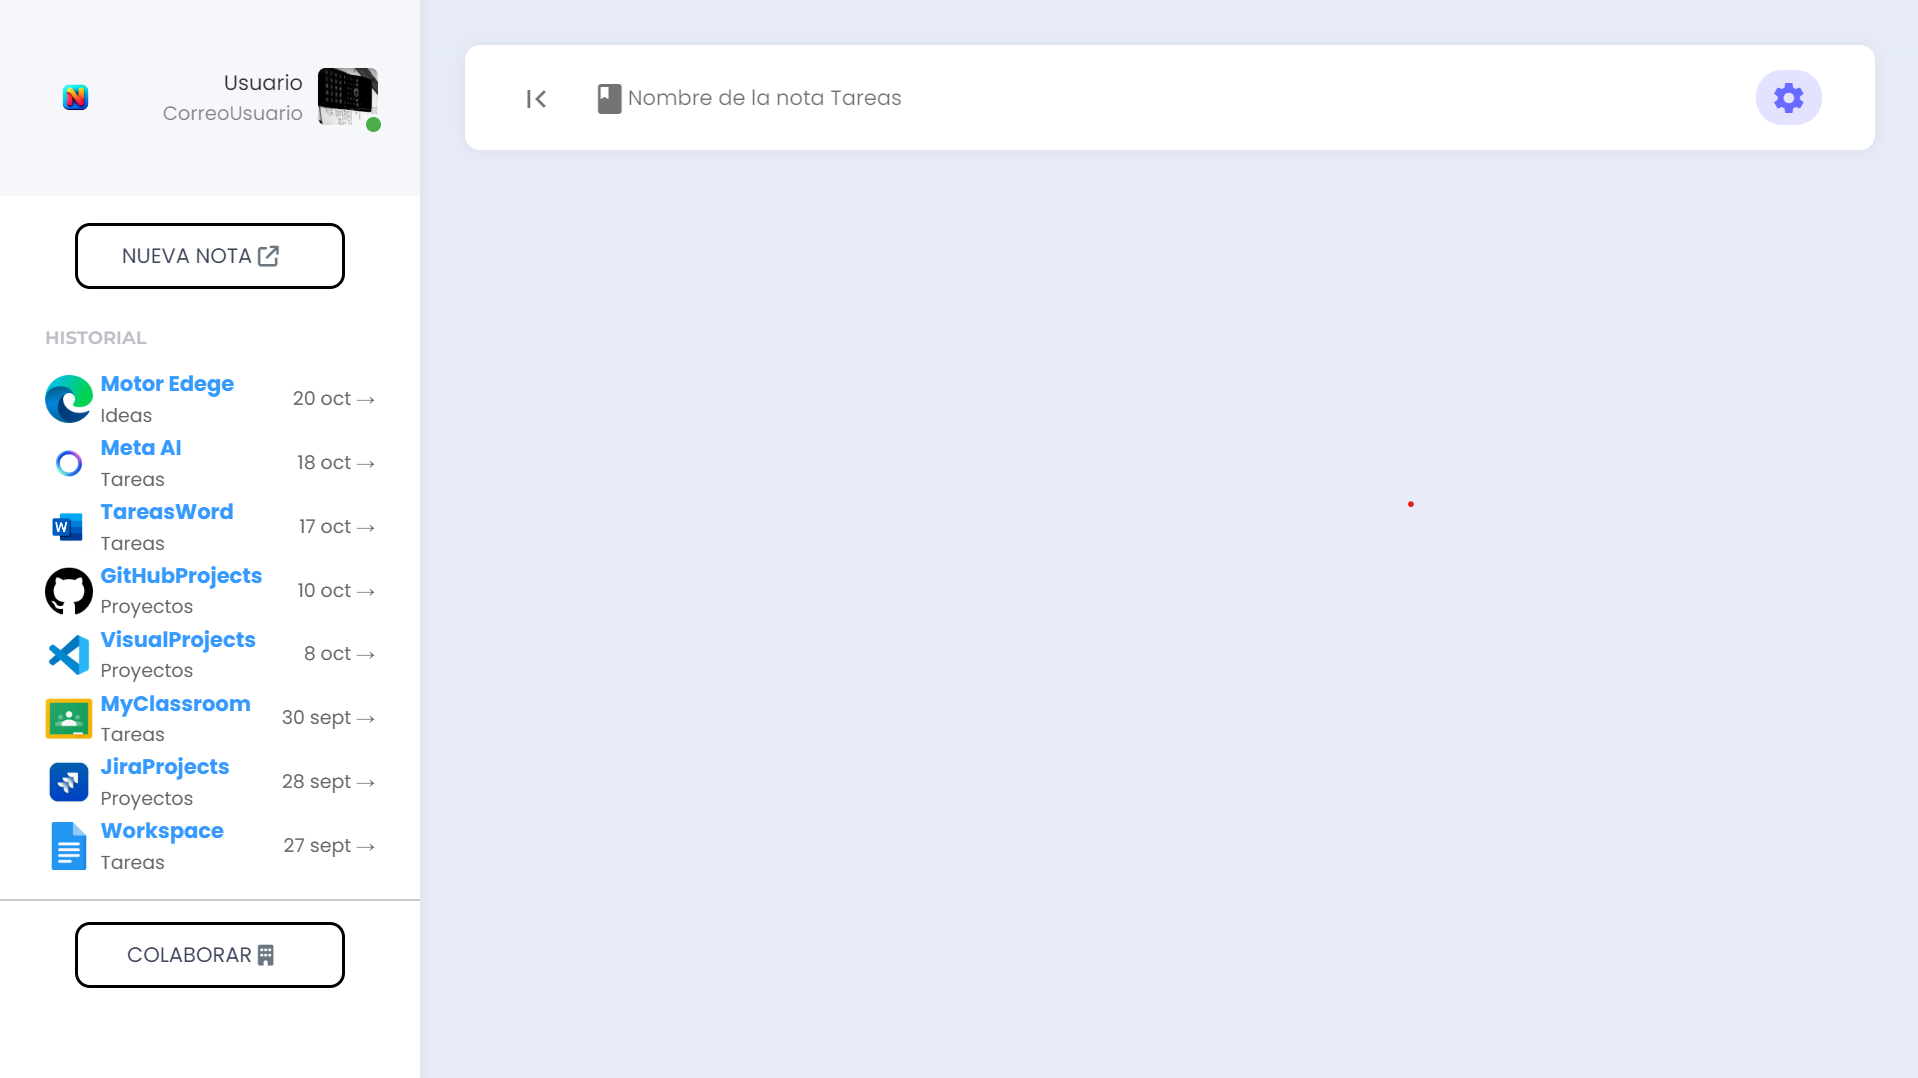 Usuario
CorreoUsuario
Nombre de la nota Tareas
NUEVA NOTA
HISTORIAL
Motor Edege
Ideas
20 oct →
Meta AI
Tareas
18 oct →
TareasWord
Tareas
17 oct →
GitHubProjects
Proyectos
10 oct →
VisualProjects
Proyectos
8 oct →
MyClassroom
Tareas
30 sept →
JiraProjects
Proyectos
28 sept →
Workspace
Tareas
27 sept →
COLABORAR